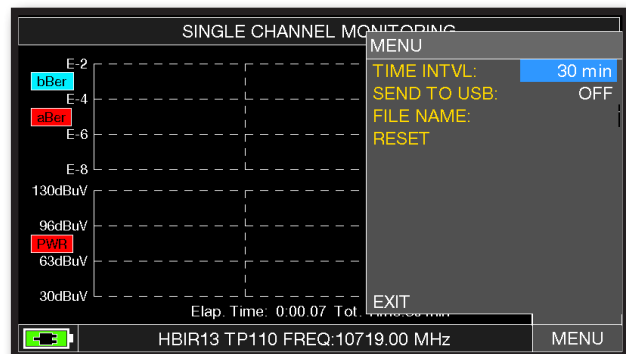 SINGLE CHANNEL MONITORING
MENU
TIME INTVL: 30 min
SEND TO USB: OFF
FILE NAME:
RESET
EXIT
E-2
bBer
E-4
aBer
E-6
E-8
130dBuV
96dBuV
PWR
63dBuV
30dBuV
Elap. Time: 0:00.07 Tot.
HBIR13 TP110 FREQ:10719.00 MHz
MENU